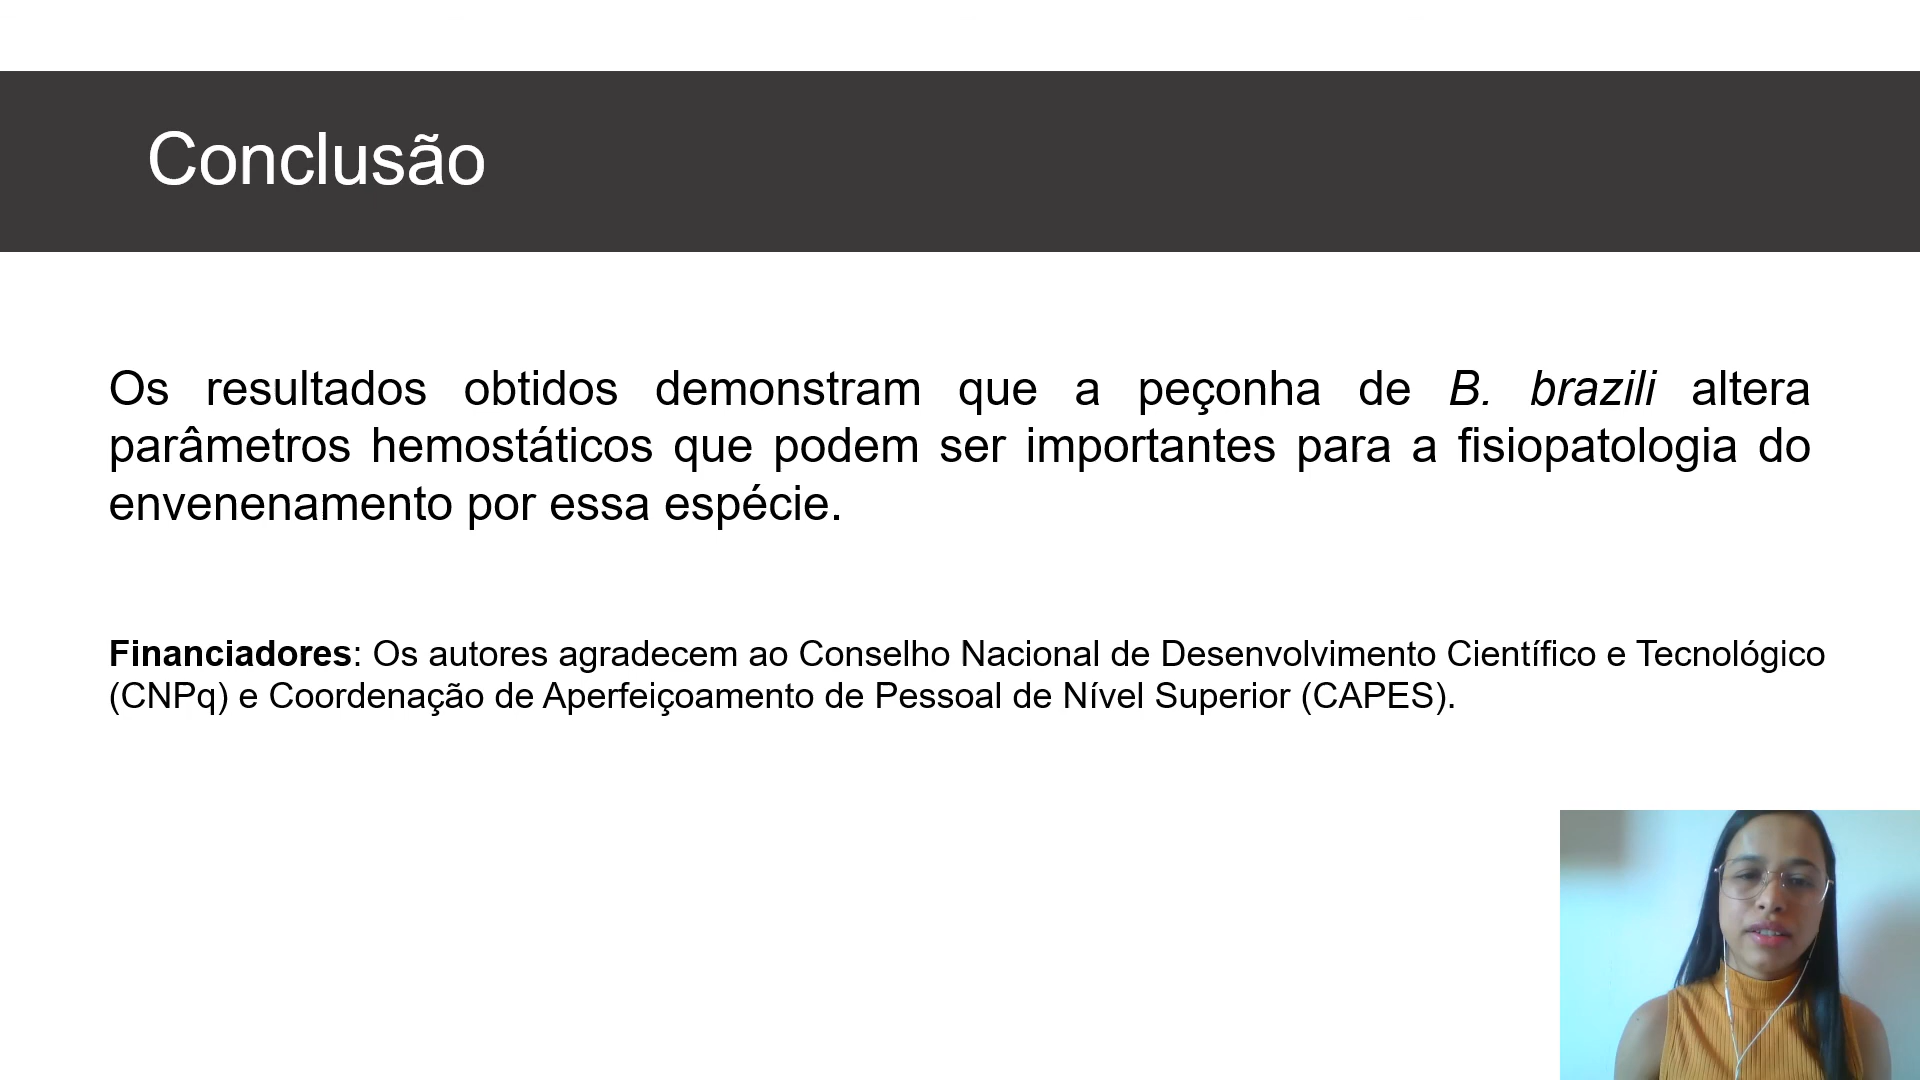 Conclusão
Os resultados obtidos demonstram que a peçonha de B. brazili altera
parâmetros hemostáticos que podem ser importantes para a fisiopatologia do
envenenamento por essa espécie.
Financiadores: Os autores agradecem ao Conselho Nacional de Desenvolvimento Científico e Tecnológico
(CNPq) e Coordenação de Aperfeiçoamento de Pessoal de Nível Superior (CAPES).